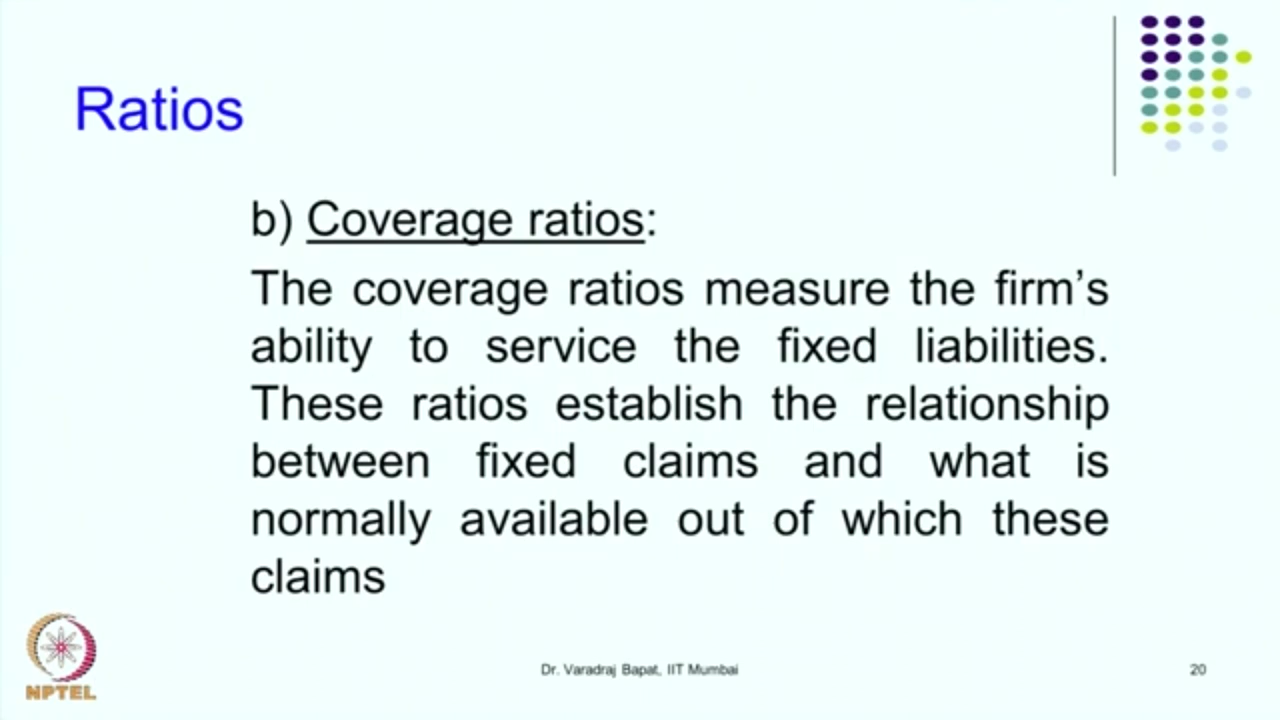 Ratios
b) Coverage ratios:
The coverage ratios measure the firm’s
ability to service the fixed liabilities.
These ratios establish the relationship
between fixed claims and what is
normally available out of which these
claims
NPTEL
Dr. Varadraj Bapat, IIT Mumbai
20